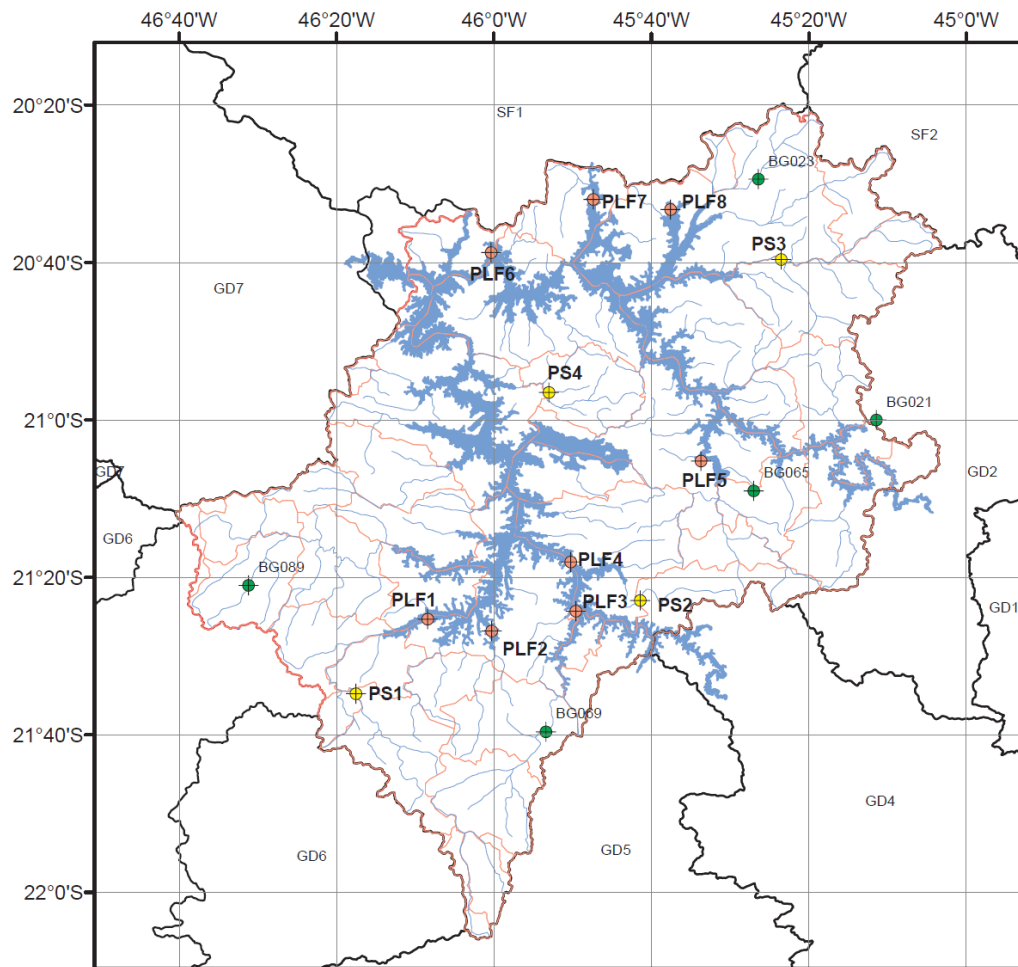 46°40'W 46°20'W 46°0'W 45°40'W 45°20'W 45°0'W
20°20'S
SF1
SF2
BG023
PLF7
PLF8
PS3
20°40'S
PLF6
GD7
PS4
21°0'S
BG021
GD7
PLF5
BG065
GD2
GD6
PLF4
BG089
21°20'S
PLF1
PLF3
PS2
GD1
PLF2
PS1
BG069
21°40'S
GD4
GD6
GD5
22°0'S